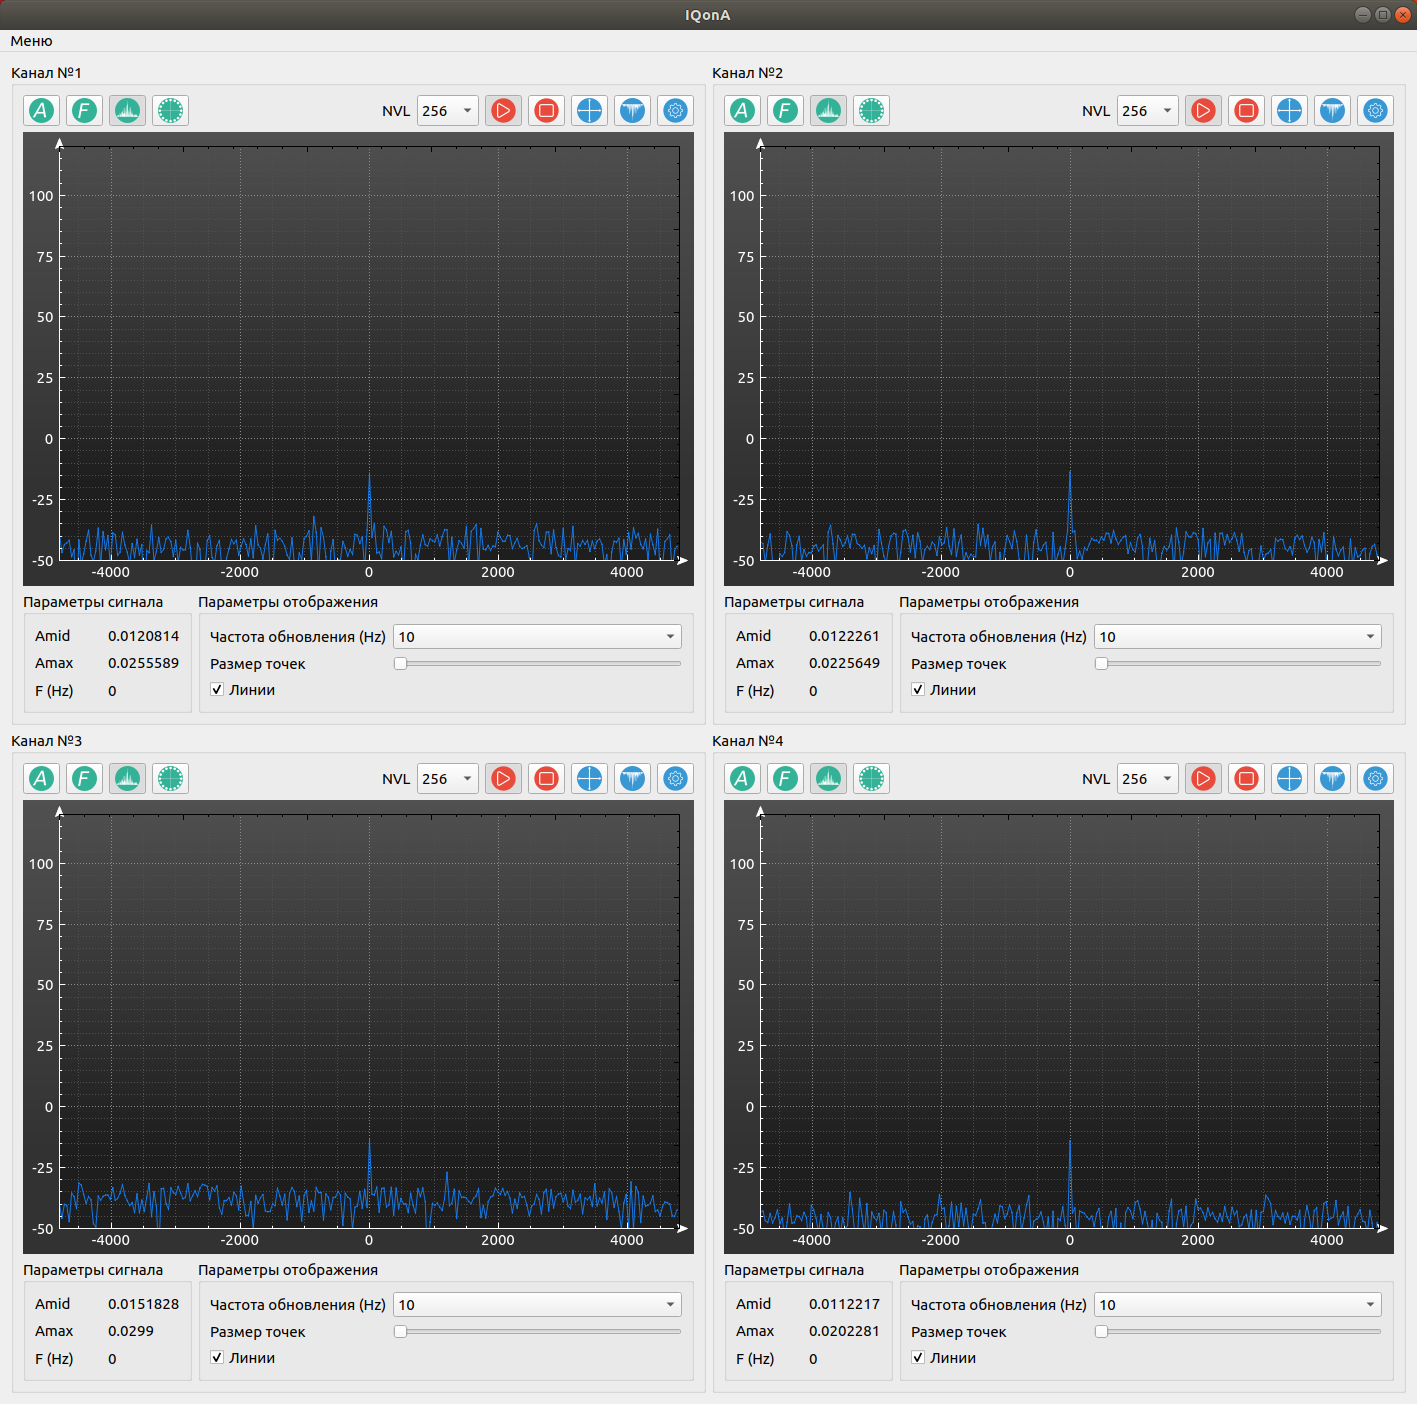 IQonA
Меню
Канал №1
A F NVL 256
100
75
50
25
0
-25
-50
-4000 -2000 0 2000 4000
Параметры сигнала Параметры отображения
Amid 0.0120814 Частота обновления (Hz) 10
Amax 0.0255589 Размер точек
F (Hz) 0 Линии
Канал №2
A F NVL 256
100
75
50
25
0
-25
-50
-4000 -2000 0 2000 4000
Параметры сигнала Параметры отображения
Amid 0.0122261 Частота обновления (Hz) 10
Amax 0.0225649 Размер точек
F (Hz) 0 Линии
Канал №3
A F NVL 256
100
75
50
25
0
-25
-50
-4000 -2000 0 2000 4000
Параметры сигнала Параметры отображения
Amid 0.0151828 Частота обновления (Hz) 10
Amax 0.0299 Размер точек
F (Hz) 0 Линии
Канал №4
A F NVL 256
100
75
50
25
0
-25
-50
-4000 -2000 0 2000 4000
Параметры сигнала Параметры отображения
Amid 0.0112217 Частота обновления (Hz) 10
Amax 0.0202281 Размер точек
F (Hz) 0 Линии